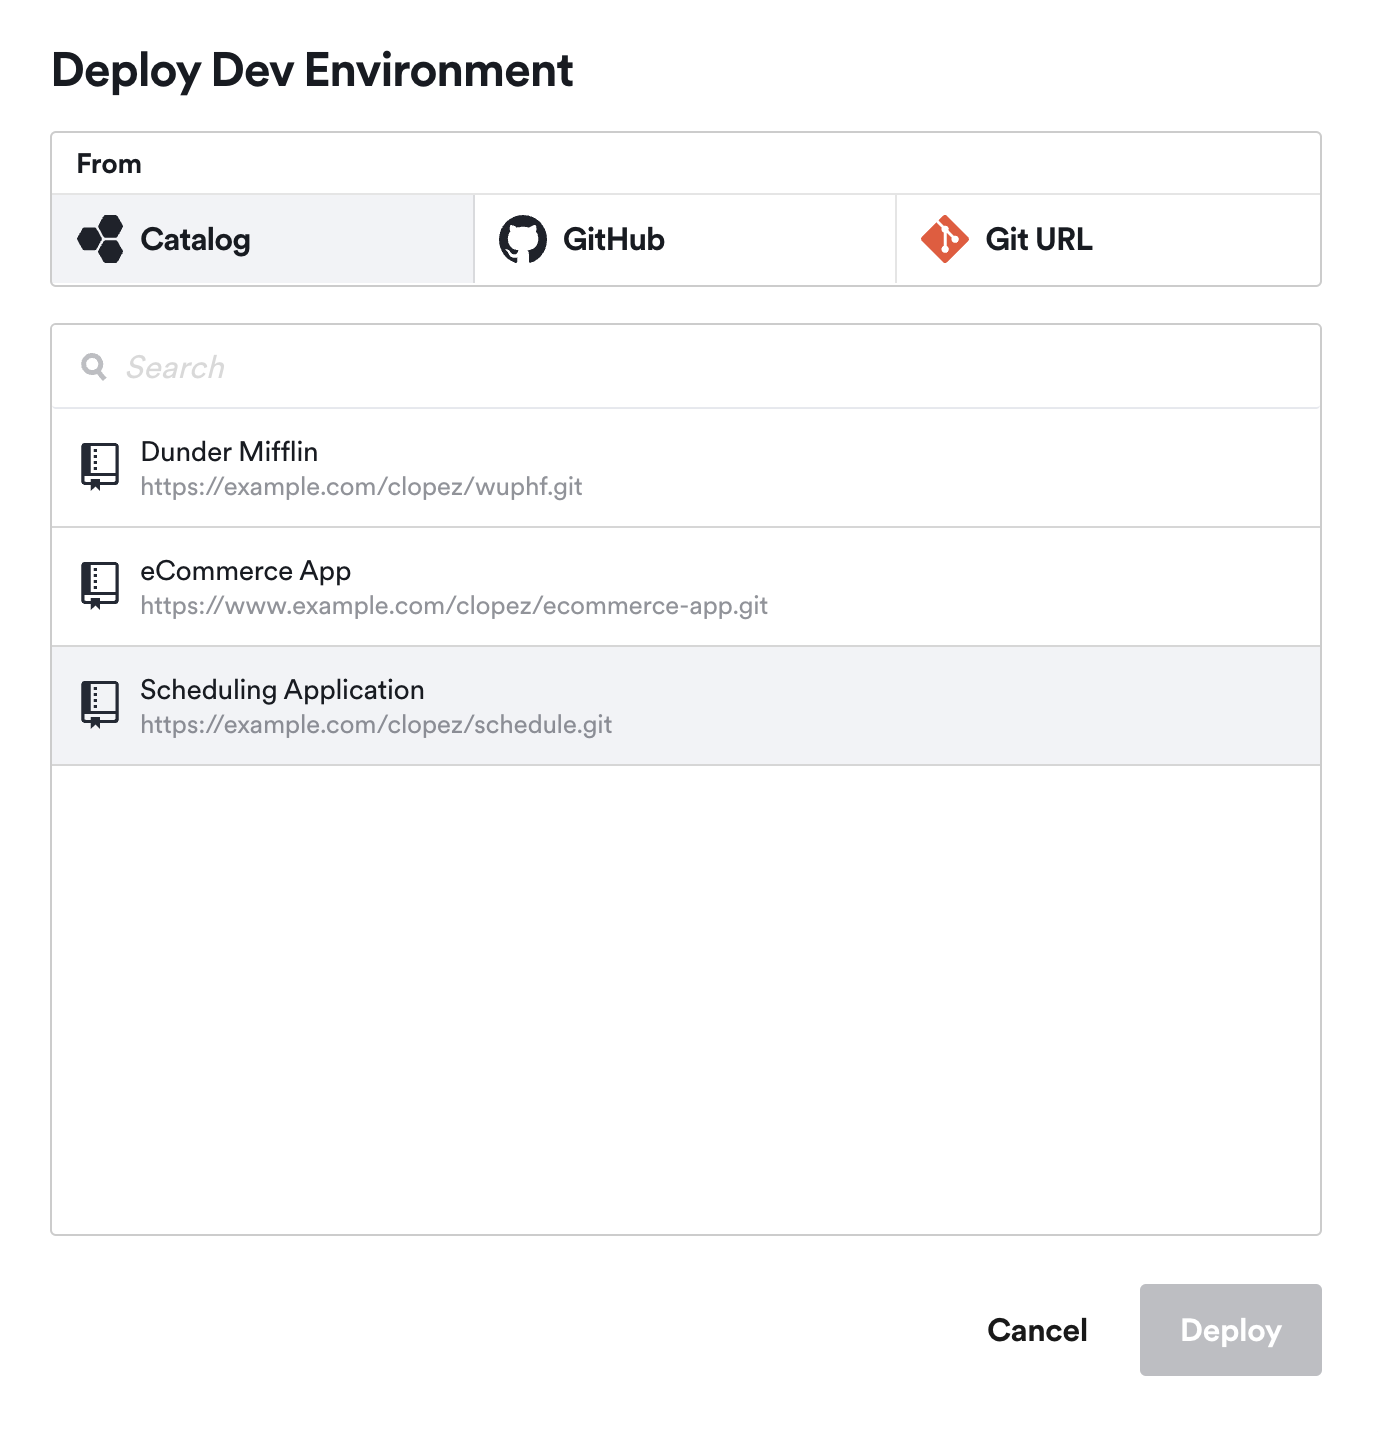 Deploy Dev Environment
From
Catalog
GitHub
Git URL
Search
Dunder Mifflin
https://example.com/clopez/wuphf.git
eCommerce App
https://www.example.com/clopez/ecommerce-app.git
Scheduling Application
https://example.com/clopez/schedule.git
Cancel
Deploy